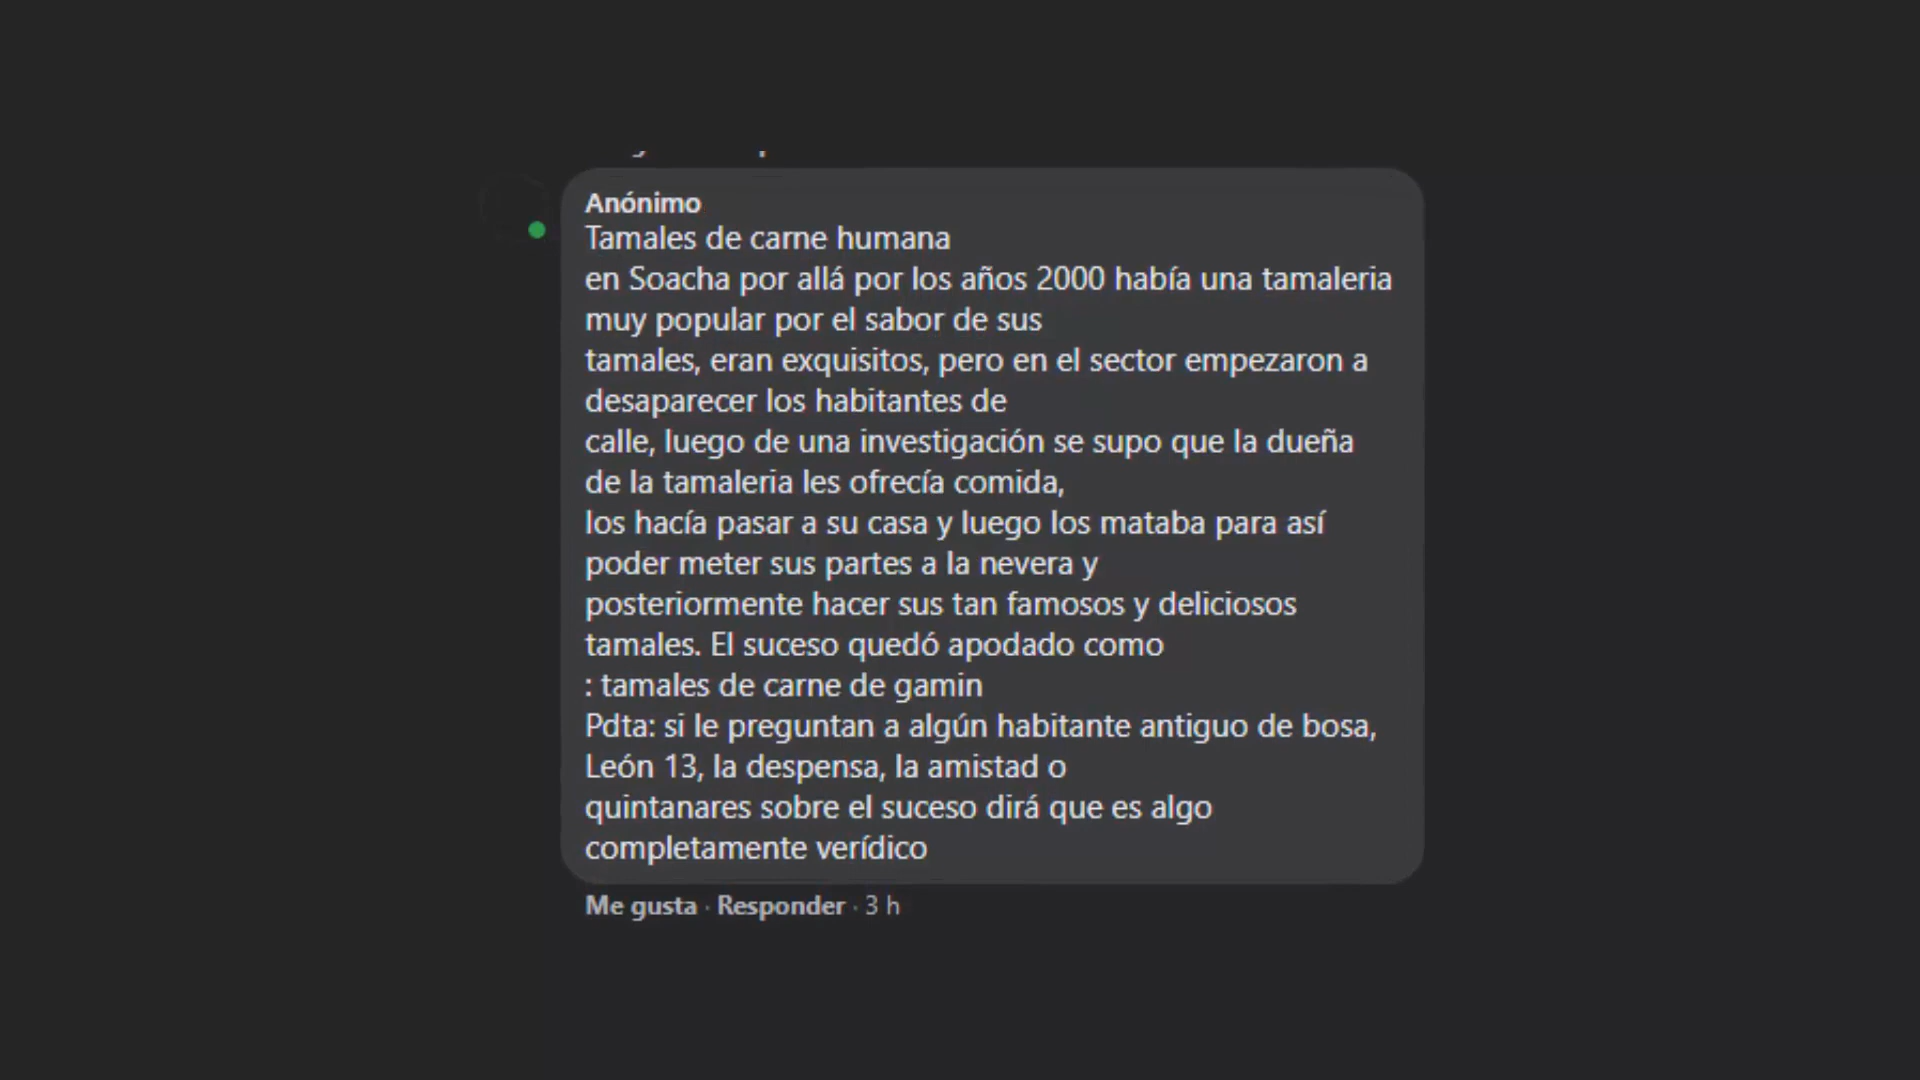 Anónimo
Tamales de carne humana
en Soacha por allá por los años 2000 había una tamaleria
muy popular por el sabor de sus
tamales, eran exquisitos, pero en el sector empezaron a
desaparecer los habitantes de
calle, luego de una investigación se supo que la dueña
de la tamaleria les ofrecía comida,
los hacía pasar a su casa y luego los mataba para así
poder meter sus partes a la nevera y
posteriormente hacer sus tan famosos y deliciosos
tamales. El suceso quedó apodado como
: tamales de carne de gamin
Pdta: si le preguntan a algún habitante antiguo de bosa,
León 13, la despensa, la amistad o
quintanares sobre el suceso dirá que es algo
completamente verídico
Me gusta · Responder · 3 h